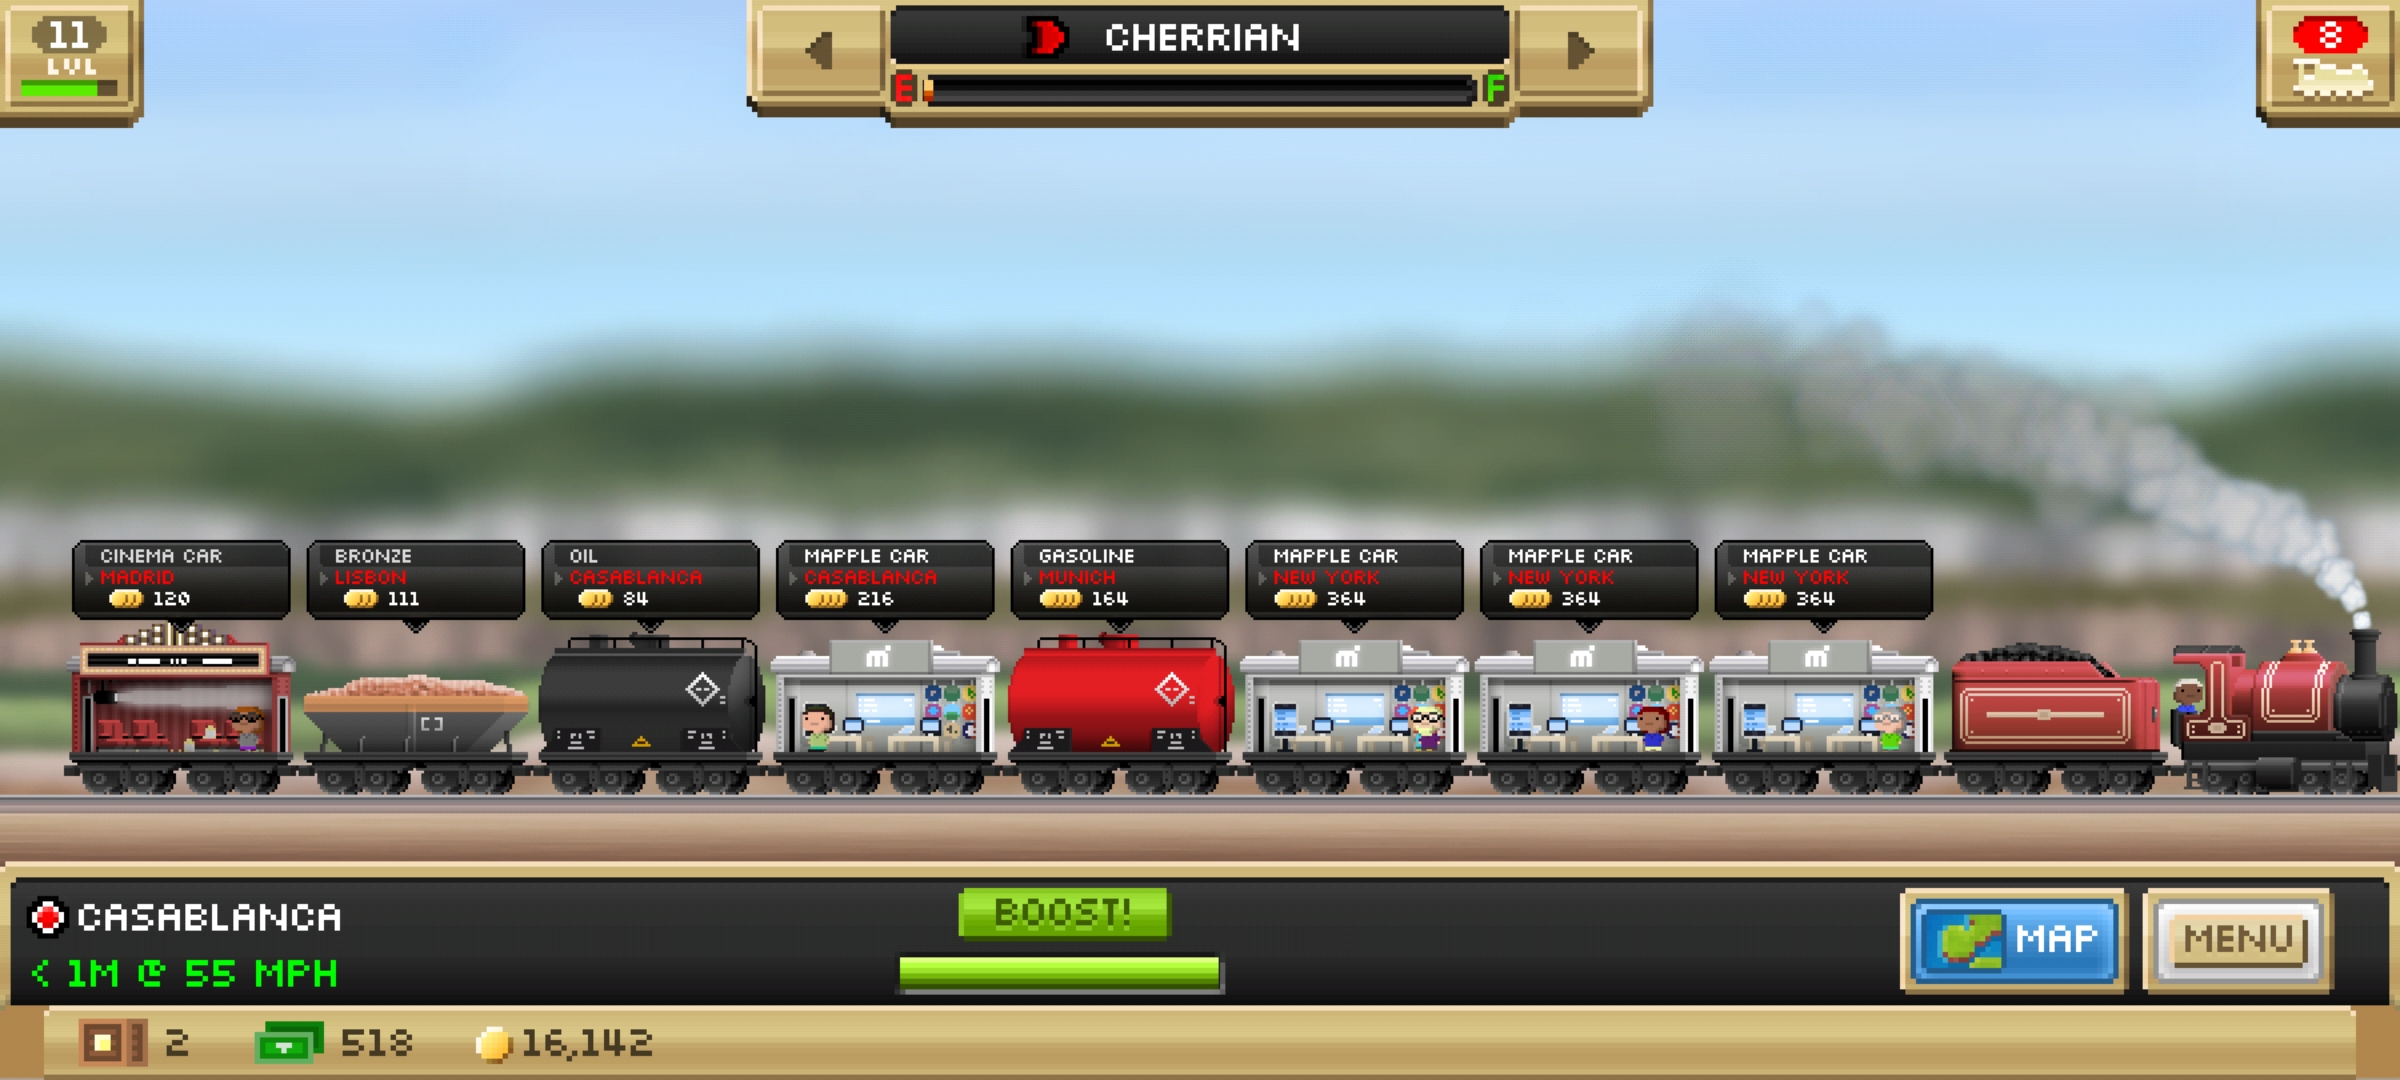 11
LVL
CHERRIAN
E F
8
CINEMA CAR
MADRID
120
BRONZE
LISBON
111
OIL
CASABLANCA
84
MAPPLE CAR
CASABLANCA
216
GASOLINE
MUNICH
164
MAPPLE CAR
NEW YORK
364
MAPPLE CAR
NEW YORK
364
MAPPLE CAR
NEW YORK
364
m
m
m
m
CASABLANCA
< 1M @ 55 MPH
BOOST!
MAP
MENU
2
518
16,142